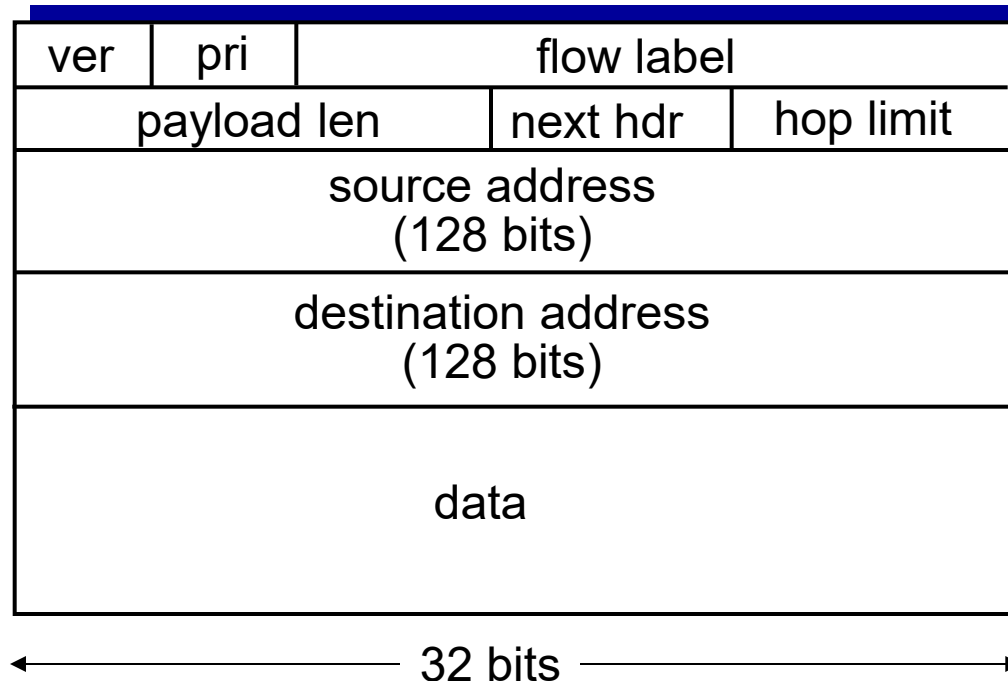 ver pri flow label
payload len next hdr hop limit
source address
(128 bits)
destination address
(128 bits)
data
32 bits